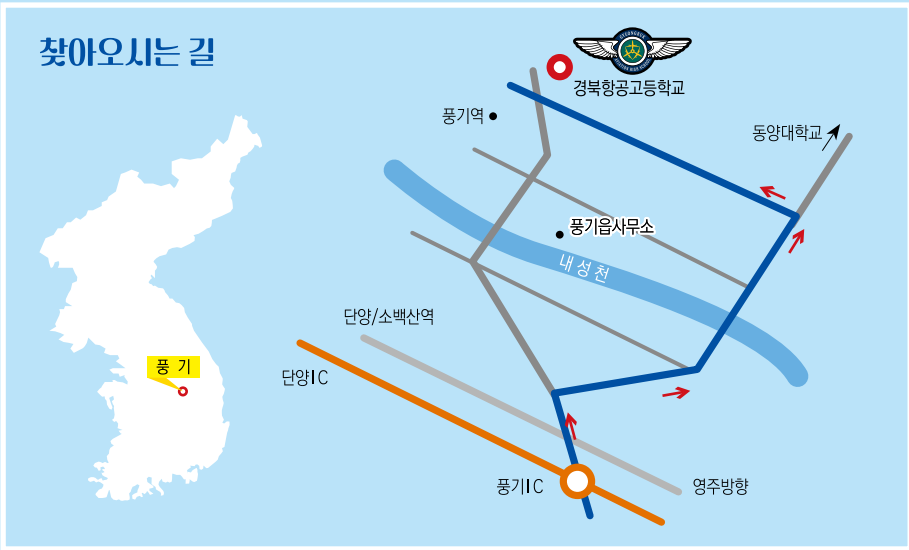 찾아오시는 길
경북항공고등학교
풍기역
동양대학교
풍기읍사무소
내성천
단양/소백산역
풍 기
단양IC
풍기IC
영주방향